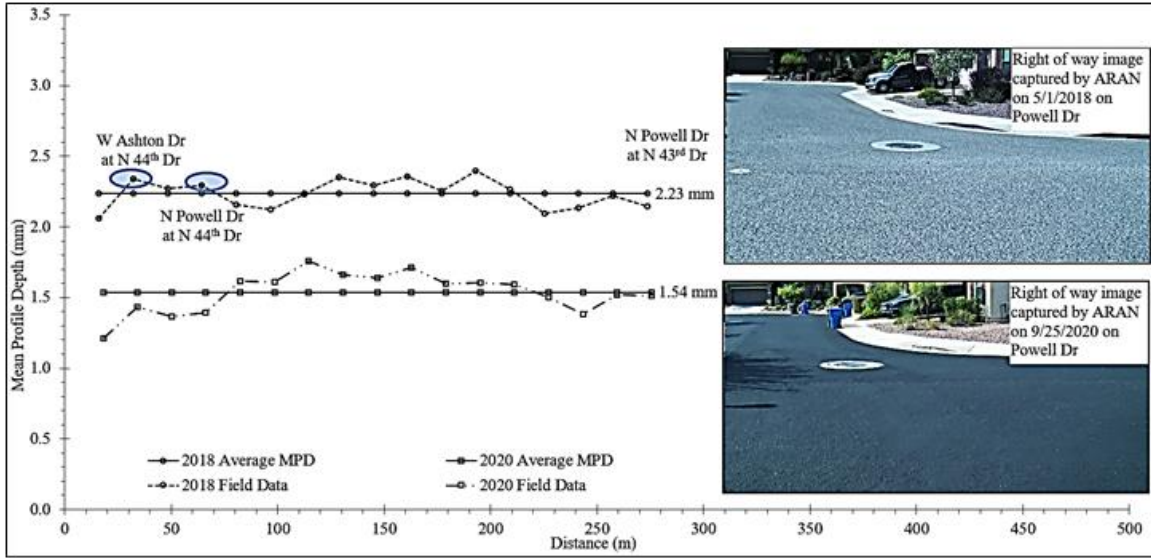 3.5
3.0
2.5
2.0
1.5
1.0
0.5
0.0
Mean Profile Depth (mm)
W Ashton Dr
at N 44th Dr
N Powell Dr
at N 44th Dr
N Powell Dr
at N 43rd Dr
2.23 mm
1.54 mm
2018 Average MPD
2020 Average MPD
2018 Field Data
2020 Field Data
0 50 100 150 200 250 300 350 400 450 500
Distance (m)
Right of way image
captured by ARAN
on 5/1/2018 on
Powell Dr
Right of way image
captured by ARAN
on 9/25/2020 on
Powell Dr